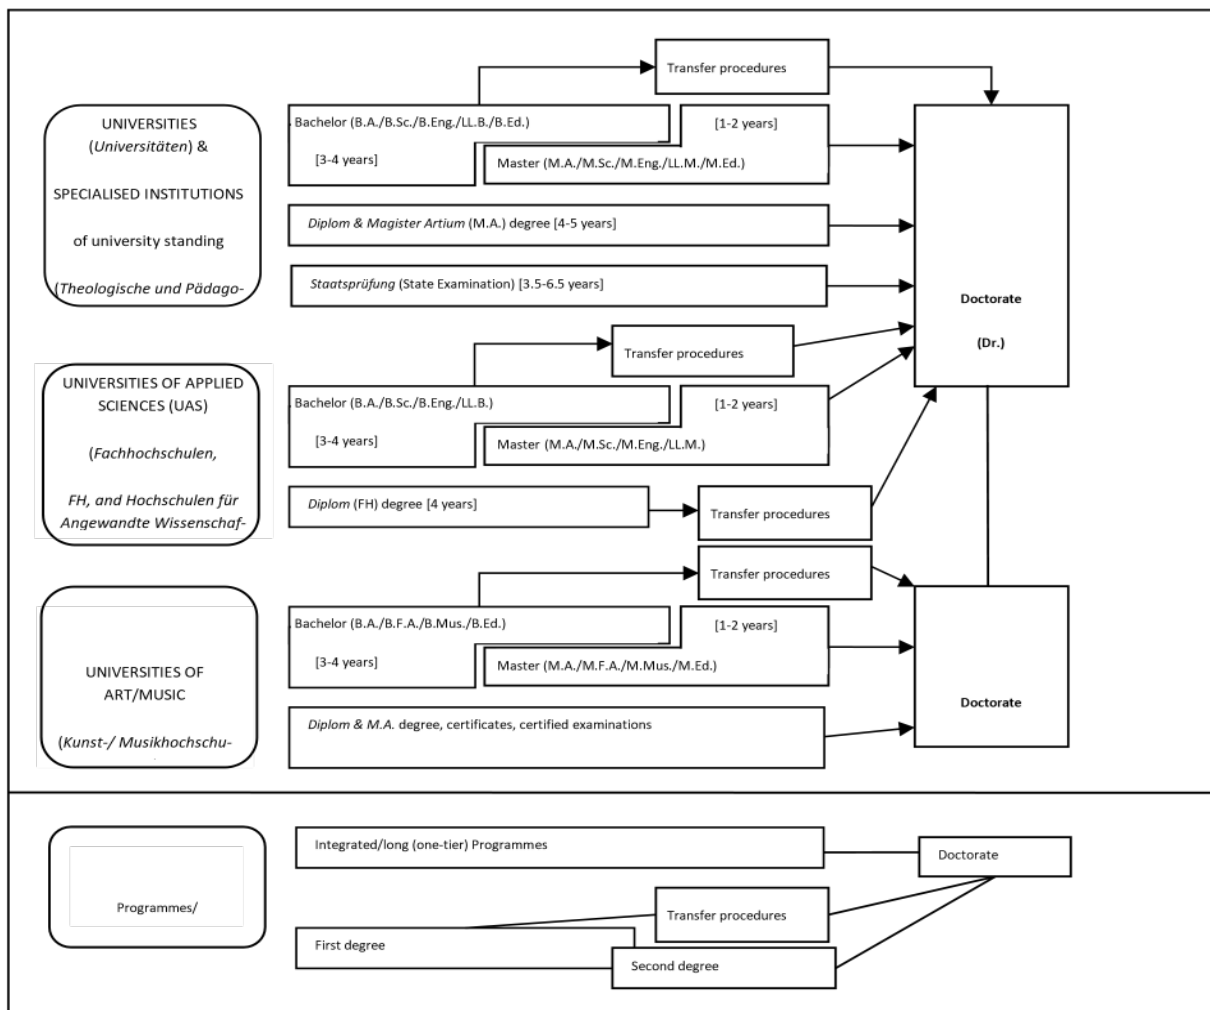 Transfer procedures
UNIVERSITIES
(Universitäten) &
SPECIALISED INSTITUTIONS
of university standing
(Theologische und Pädago-
Bachelor (B.A./B.Sc./B.Eng./LL.B./B.Ed.)
[3-4 years]
[1-2 years]
Master (M.A./M.Sc./M.Eng./LL.M./M.Ed.)
Diplom & Magister Artium (M.A.) degree [4-5 years]
Staatsprüfung (State Examination) [3.5-6.5 years]
Doctorate
(Dr.)
UNIVERSITIES OF APPLIED
SCIENCES (UAS)
(Fachhochschulen,
FH, and Hochschulen für
Angewandte Wissenschaf-
Transfer procedures
Bachelor (B.A./B.Sc./B.Eng./LL.B.)
[3-4 years]
[1-2 years]
Master (M.A./M.Sc./M.Eng./LL.M.)
Diplom (FH) degree [4 years]
Transfer procedures
Transfer procedures
UNIVERSITIES OF
ART/MUSIC
(Kunst-/ Musikhochschu-
Bachelor (B.A./B.F.A./B.Mus./B.Ed.)
[3-4 years]
[1-2 years]
Master (M.A./M.F.A./M.Mus./M.Ed.)
Diplom & M.A. degree, certificates, certified examinations
Doctorate
Programmes/
Integrated/long (one-tier) Programmes
Doctorate
Transfer procedures
First degree
Second degree